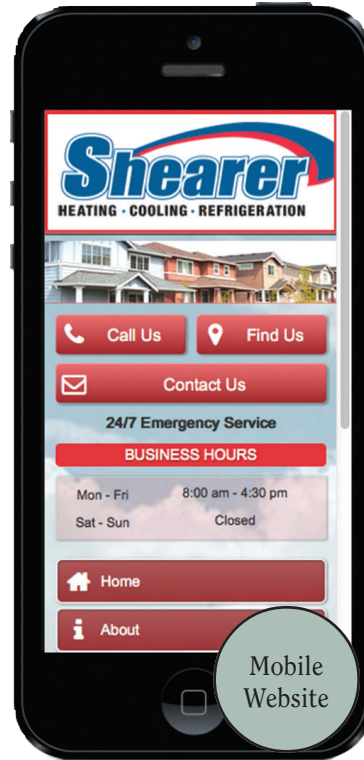 Shearer
HEATING · COOLING · REFRIGERATION
Call Us
Find Us
Contact Us
24/7 Emergency Service
BUSINESS HOURS
Mon - Fri 8:00 am - 4:30 pm
Sat - Sun Closed
Home
About
Mobile
Website